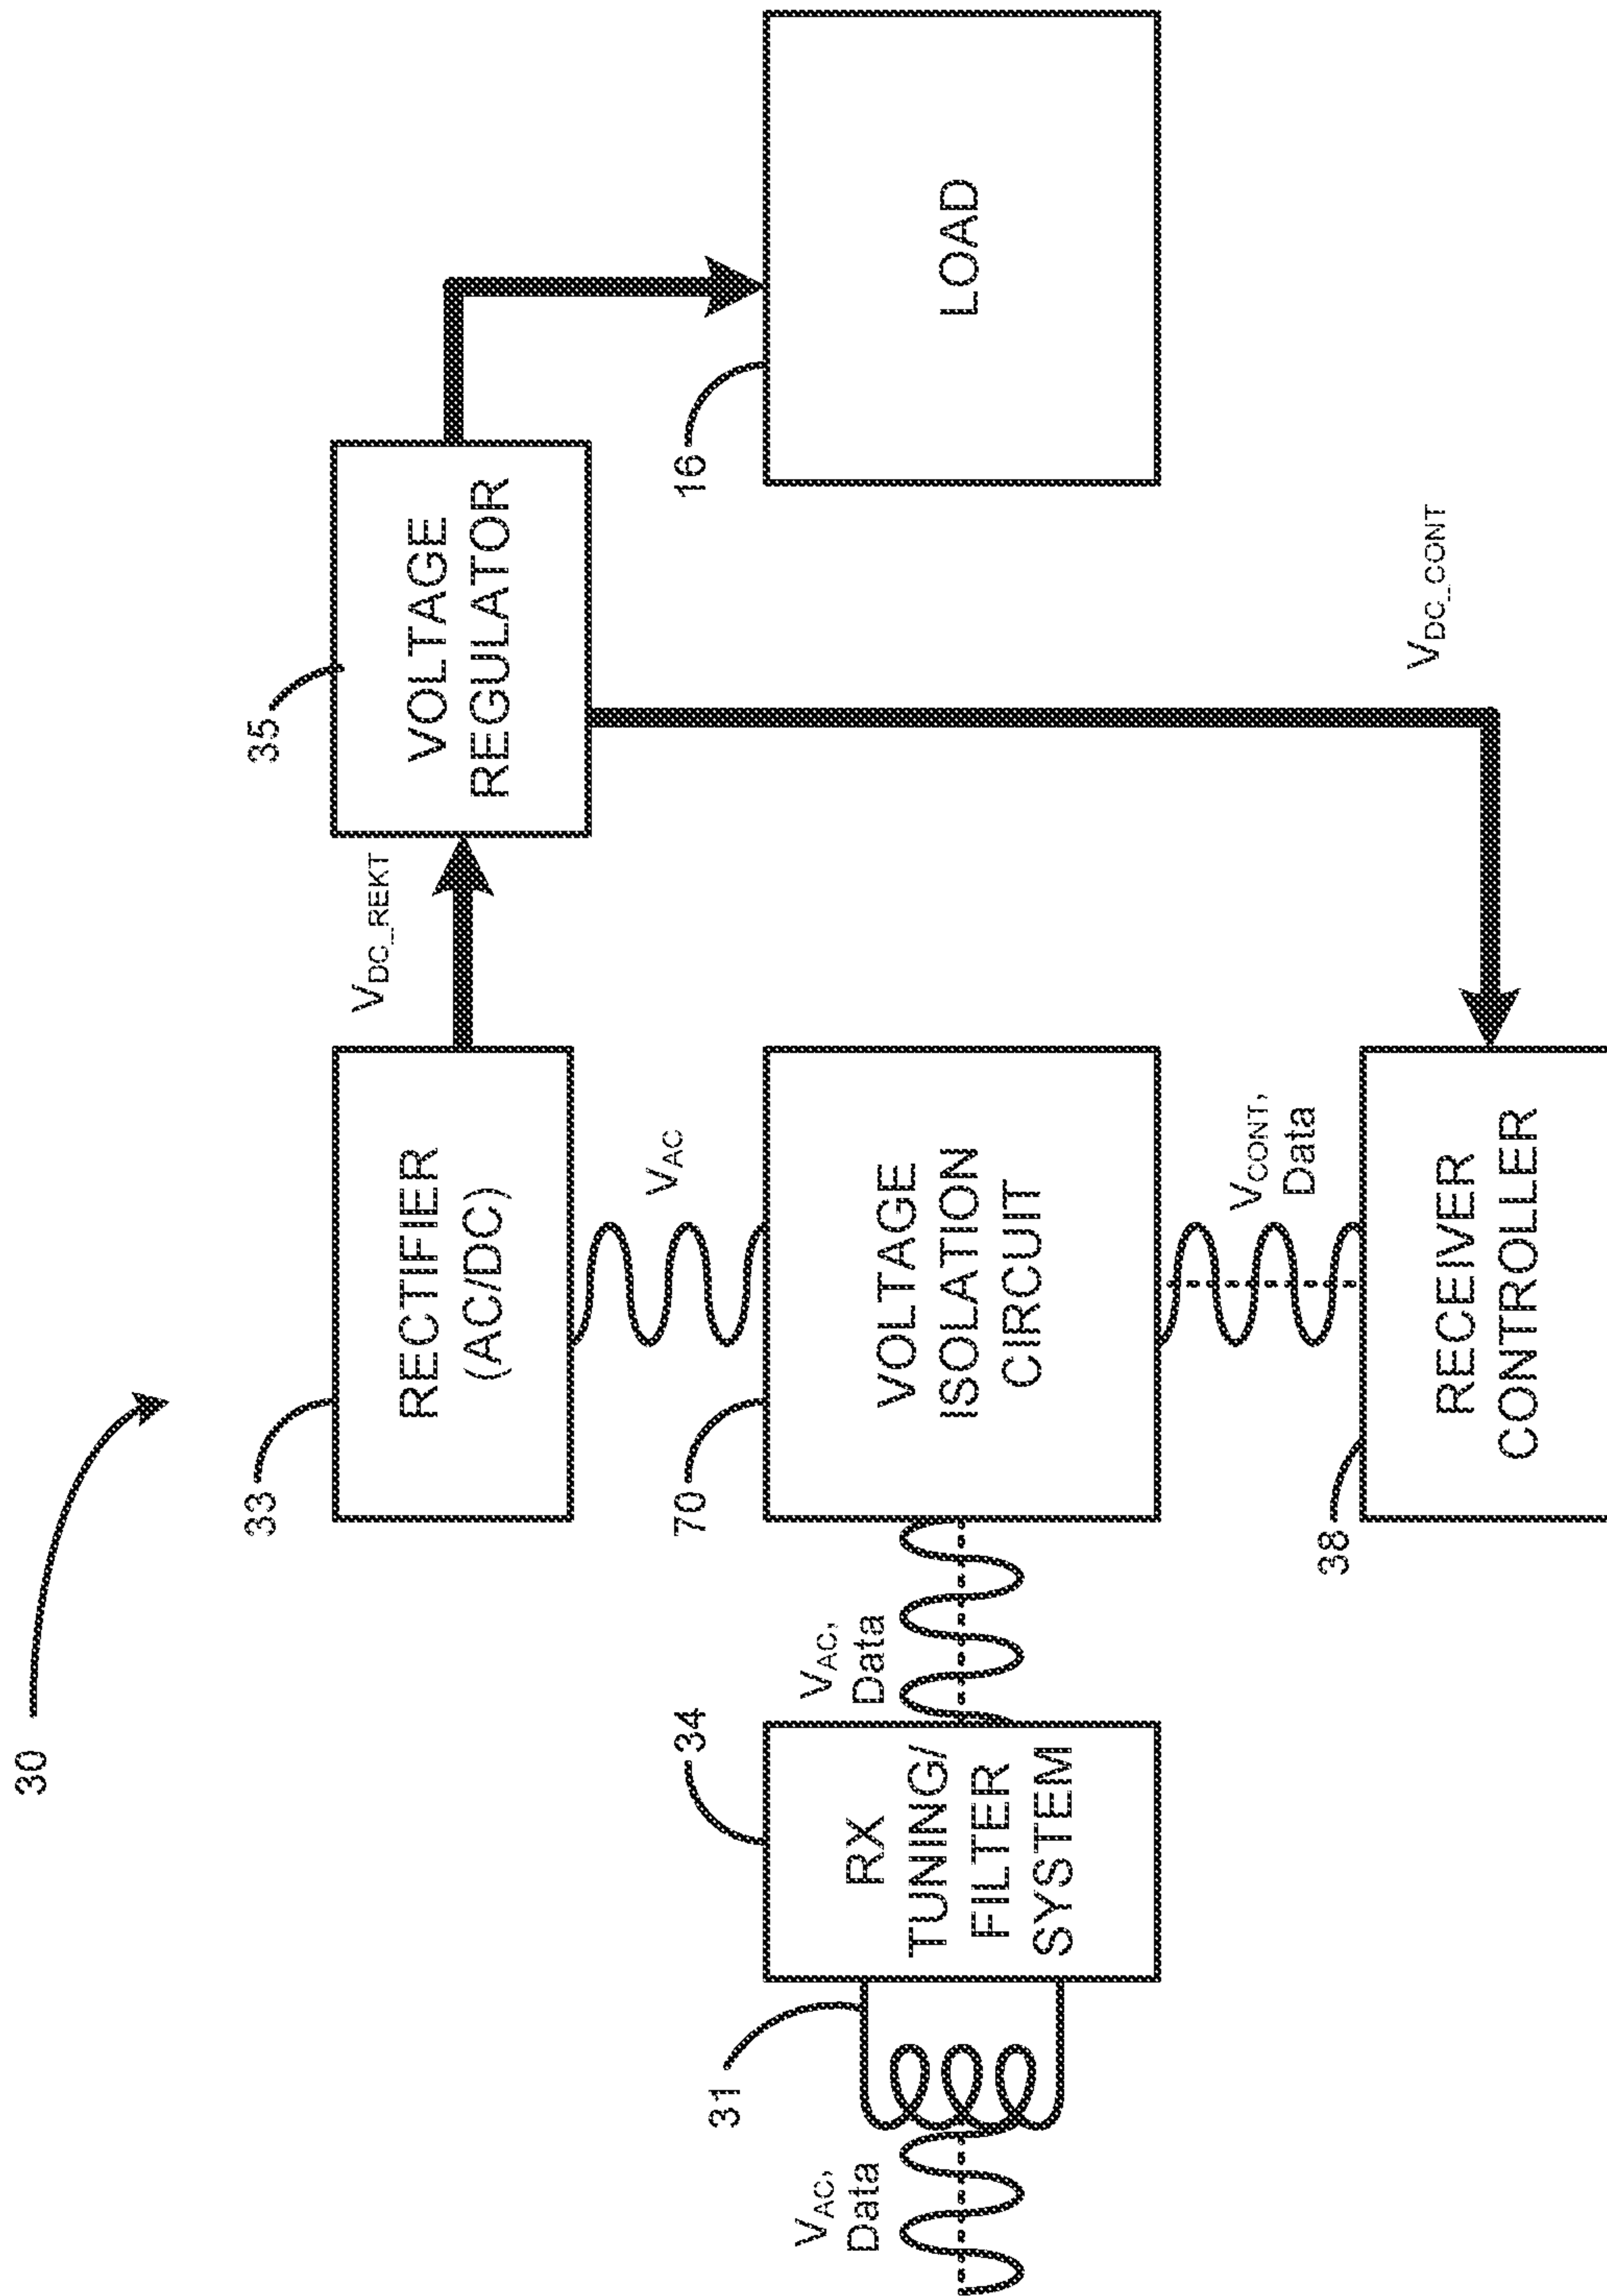 30
33
RECTIFIER
(AC/DC)
VDC_REKT
35
VOLTAGE
REGULATOR
VAC
31
VAC,
Data
34
RX
TUNING/
FILTER
SYSTEM
VAC,
Data
70
VOLTAGE
ISOLATION
CIRCUIT
16
LOAD
VCONT,
Data
38
RECEIVER
CONTROLLER
VDC_CONT